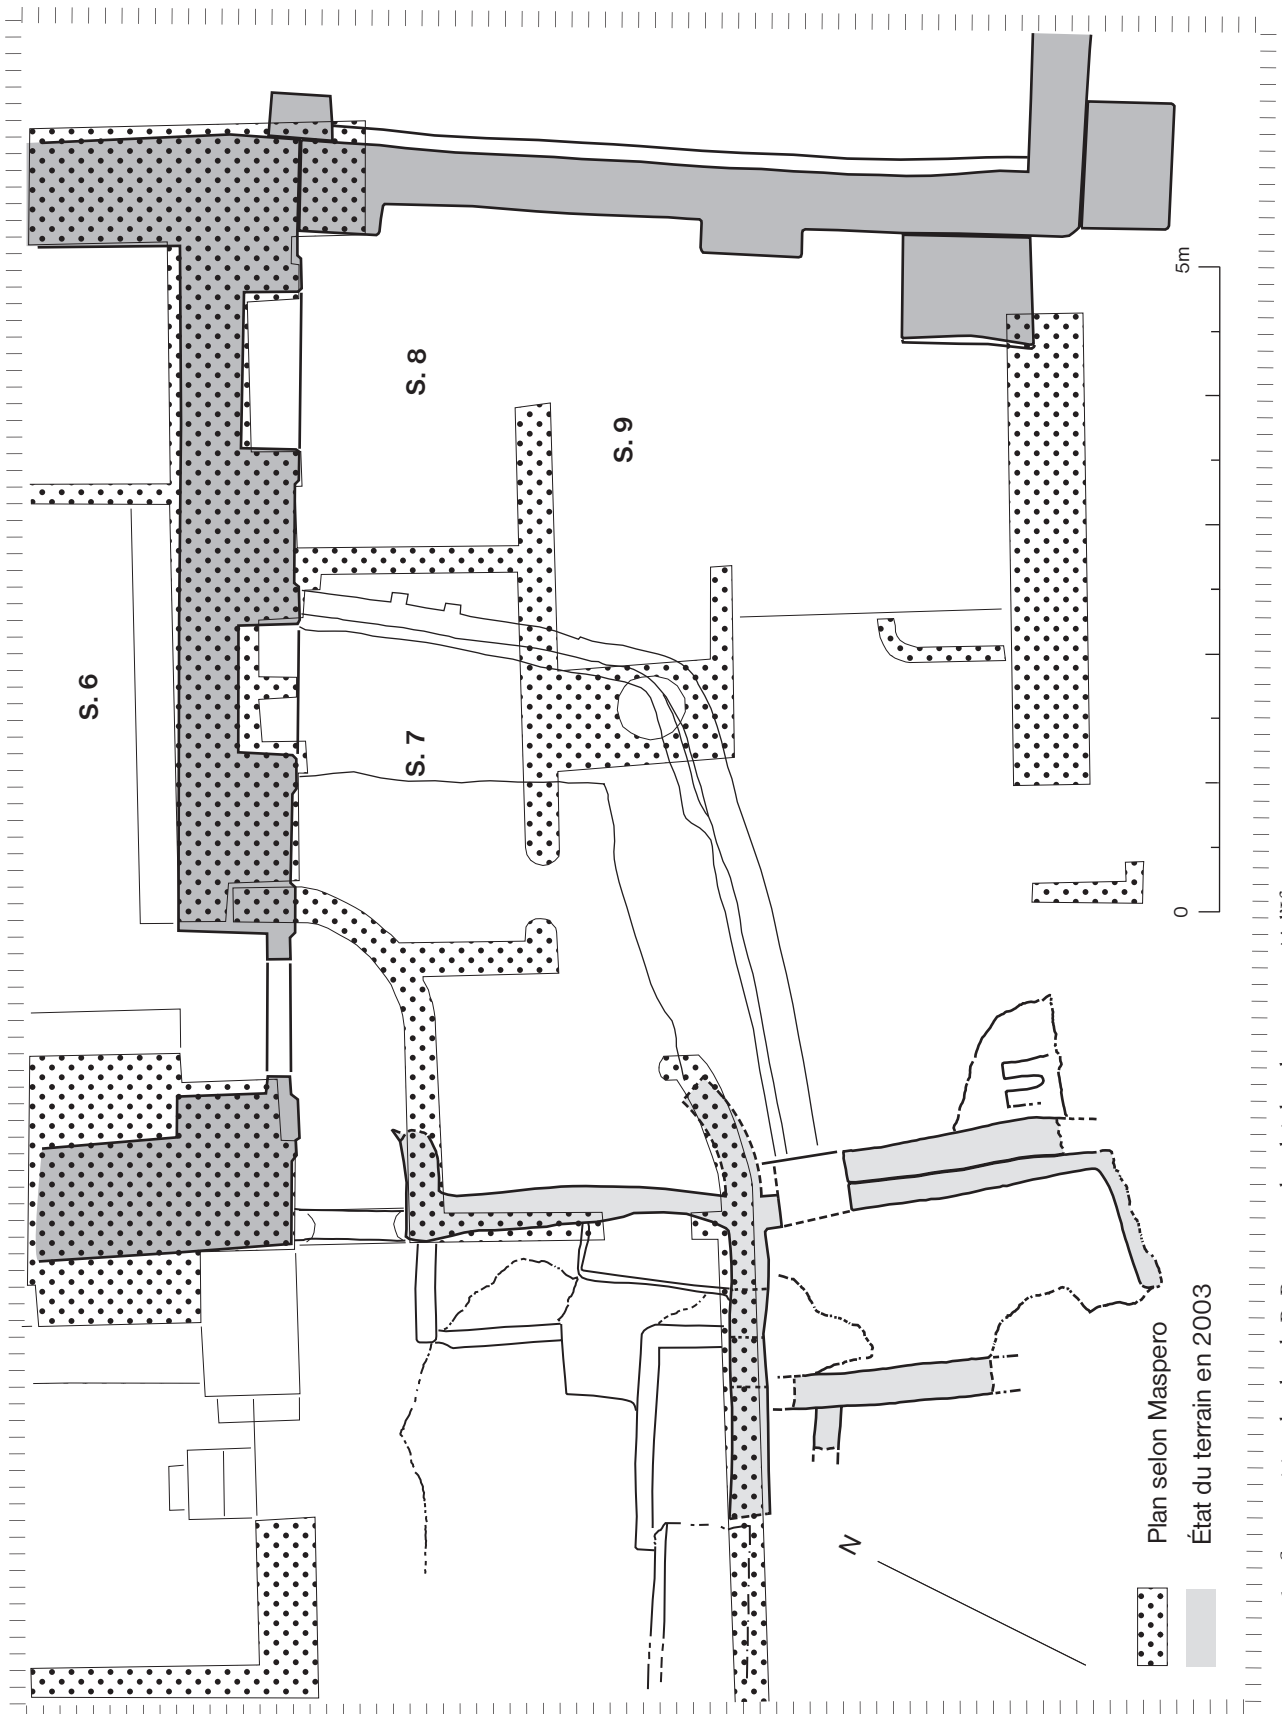 S. 6
S. 7
S. 8
S. 9
5m
0
N
Plan selon Maspero
État du terrain en 2003